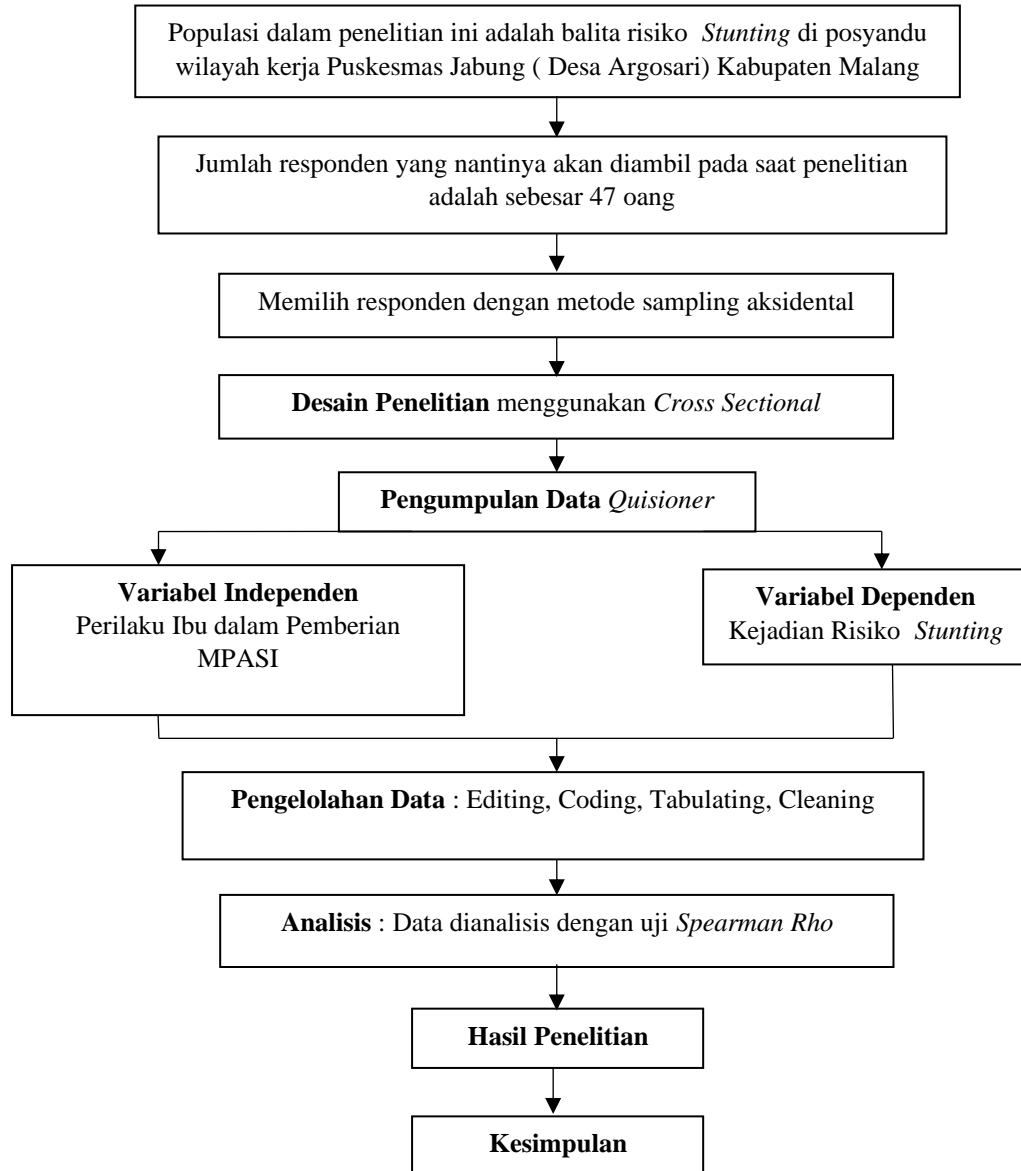 Populasi dalam penelitian ini adalah balita risiko Stunting di posyandu
wilayah kerja Puskesmas Jabung ( Desa Argosari) Kabupaten Malang
Jumlah responden yang nantinya akan diambil pada saat penelitian
adalah sebesar 47 oang
Memilih responden dengan metode sampling aksidental
Desain Penelitian menggunakan Cross Sectional
Pengumpulan Data Quisioner
Variabel Independen
Perilaku Ibu dalam Pemberian
MPASI
Variabel Dependen
Kejadian Risiko Stunting
Pengelolahan Data : Editing, Coding, Tabulating, Cleaning
Analisis : Data dianalisis dengan uji Spearman Rho
Hasil Penelitian
Kesimpulan